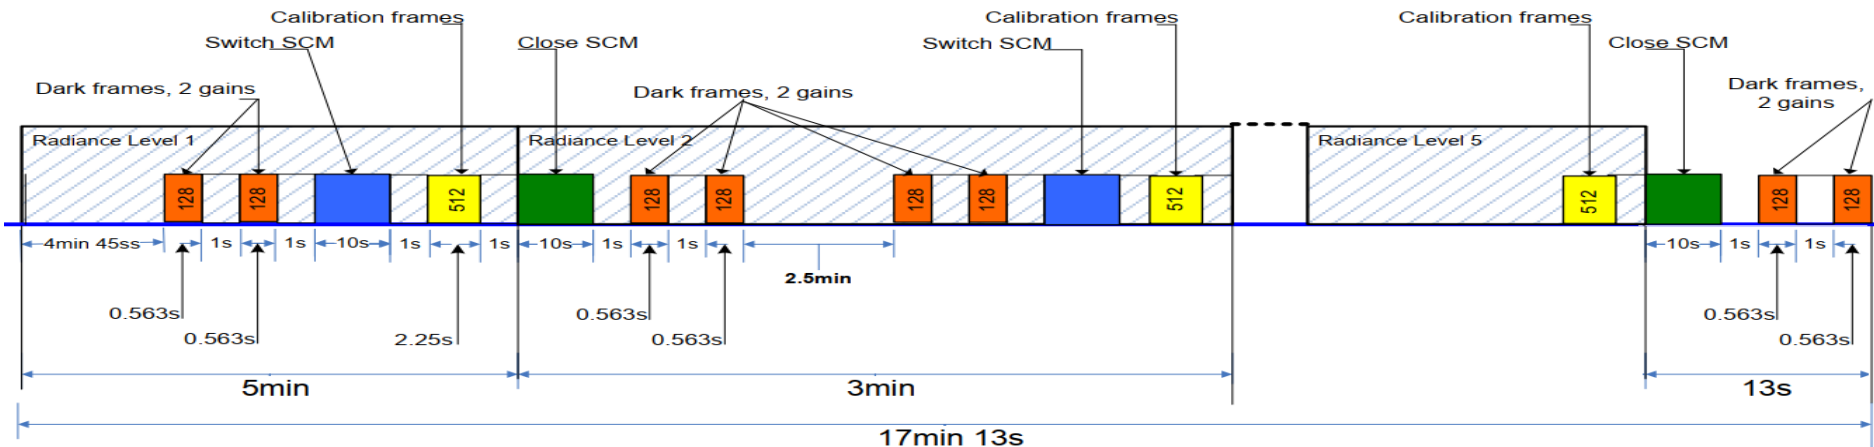 Calibration frames
Calibration frames
Calibration frames
Switch SCM
Close SCM
Switch SCM
Close SCM
Dark frames, 2 gains
Dark frames, 2 gains
Dark frames,
2 gains
Radiance Level 1
Radiance Level 2
Radiance Level 5
128
128
512
128
128
128
128
512
512
128
128
4min 45ss
1s
1s
10s
1s
1s
10s
1s
1s
10s
1s
1s
2.5min
0.563s
0.563s
2.25s
0.563s
0.563s
0.563s
0.563s
5min
3min
13s
17min 13s